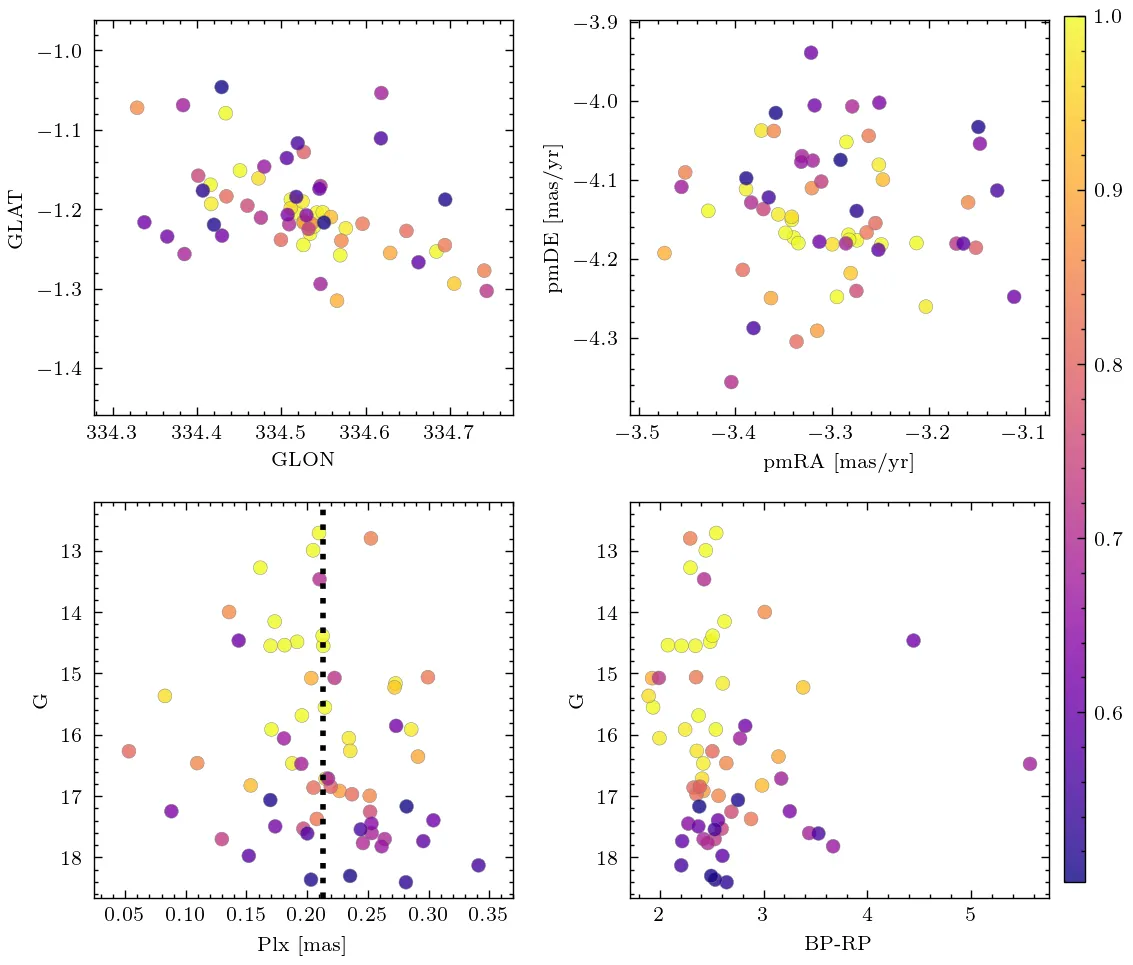 −1.0
−1.1
−1.2
−1.3
−1.4
GLAT
334.3 334.4 334.5 334.6 334.7
GLON
−3.9
−4.0
−4.1
−4.2
−4.3
pmDE [mas/yr]
−3.5 −3.4 −3.3 −3.2 −3.1
pmRA [mas/yr]
1.0
0.9
0.8
0.7
0.6
13
14
15
16
17
18
G
0.05 0.10 0.15 0.20 0.25 0.30 0.35
Plx [mas]
13
14
15
16
17
18
G
2 3 4 5
BP-RP